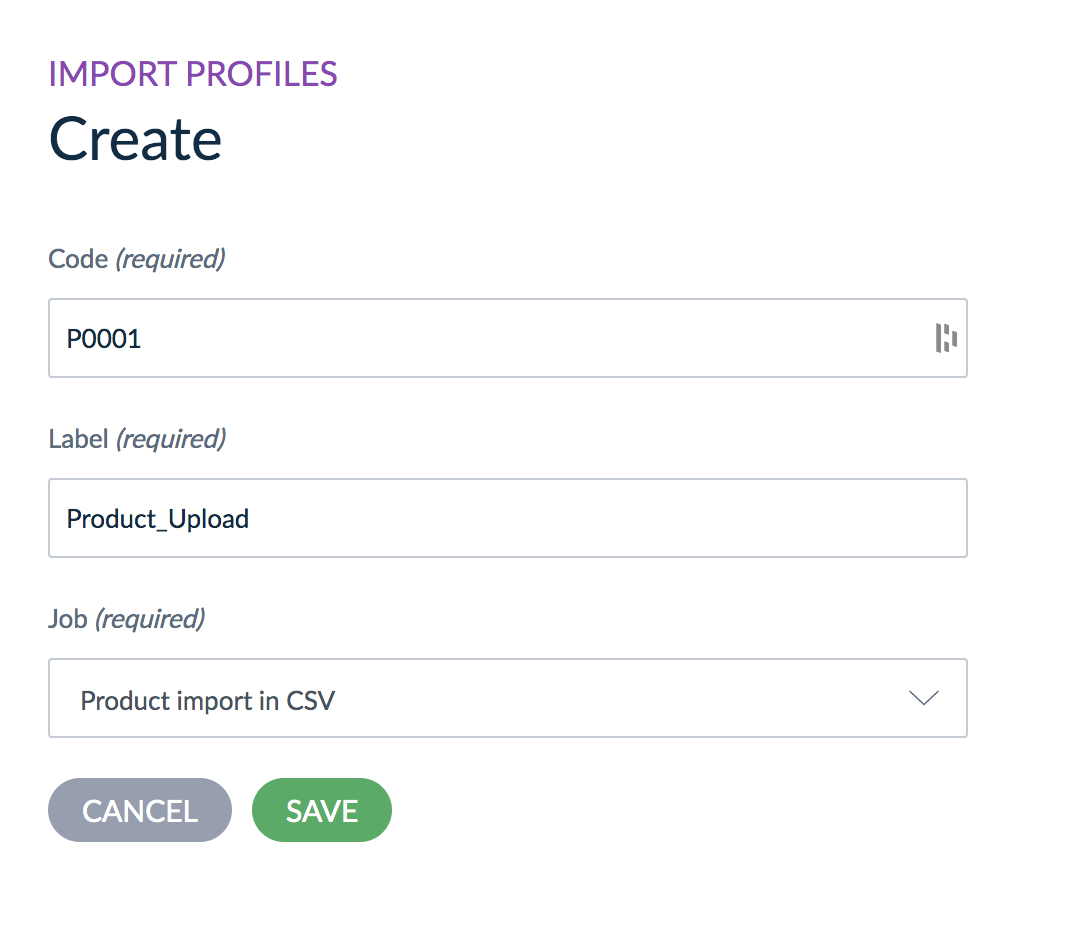 IMPORT PROFILES
Create
Code (required)
P0001
Label (required)
Product_Upload
Job (required)
Product import in CSV
CANCEL SAVE